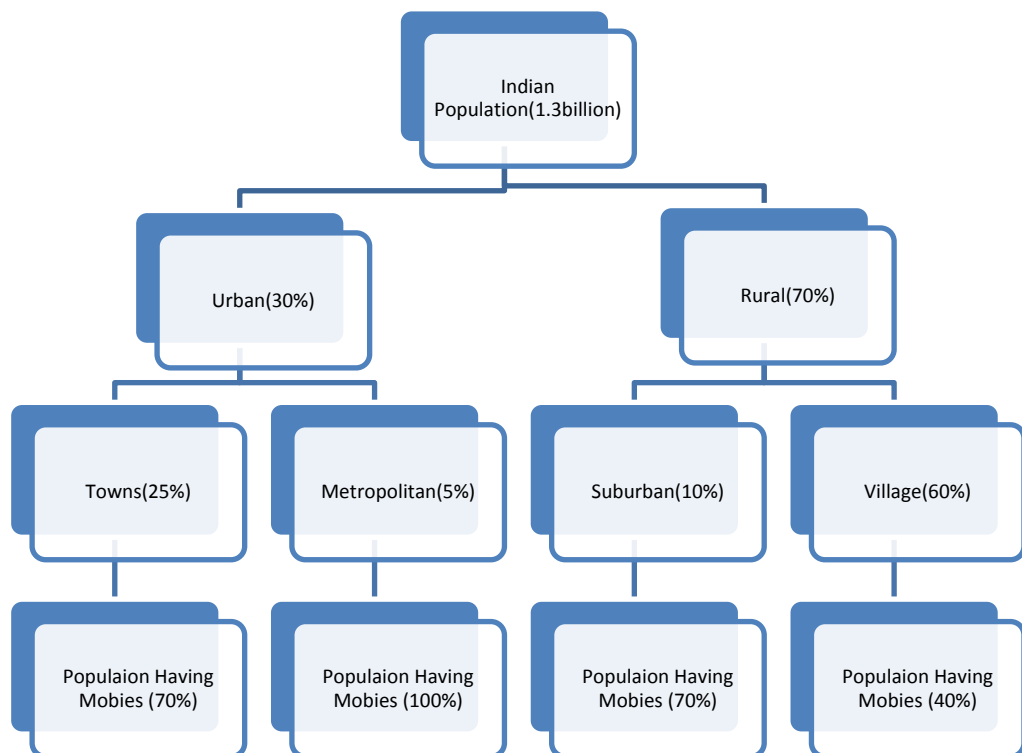 Indian
Population(1.3billion)
Urban(30%)
Rural(70%)
Towns(25%)
Metropolitan(5%)
Suburban(10%)
Village(60%)
Populaion Having
Mobies (70%)
Populaion Having
Mobies (100%)
Populaion Having
Mobies (70%)
Populaion Having
Mobies (40%)